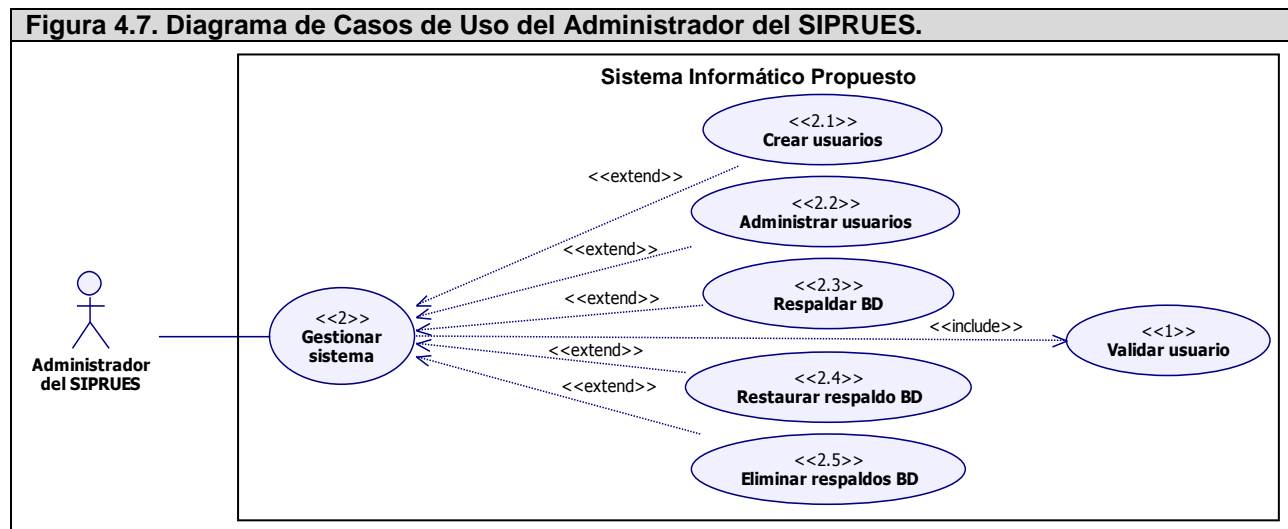 Figura 4.7. Diagrama de Casos de Uso del Administrador del SIPRUES.
Sistema Informático Propuesto
<<2.1>>
Crear usuarios
<<extend>>
<<2.2>>
Administrar usuarios
<<extend>>
<<2.3>>
Respaldar BD
<<extend>>
<<2>>
Gestionar
sistema
<<include>>
<<1>>
Validar usuario
Administrador
del SIPRUES
<<extend>>
<<2.4>>
Restaurar respaldo BD
<<extend>>
<<2.5>>
Eliminar respaldos BD